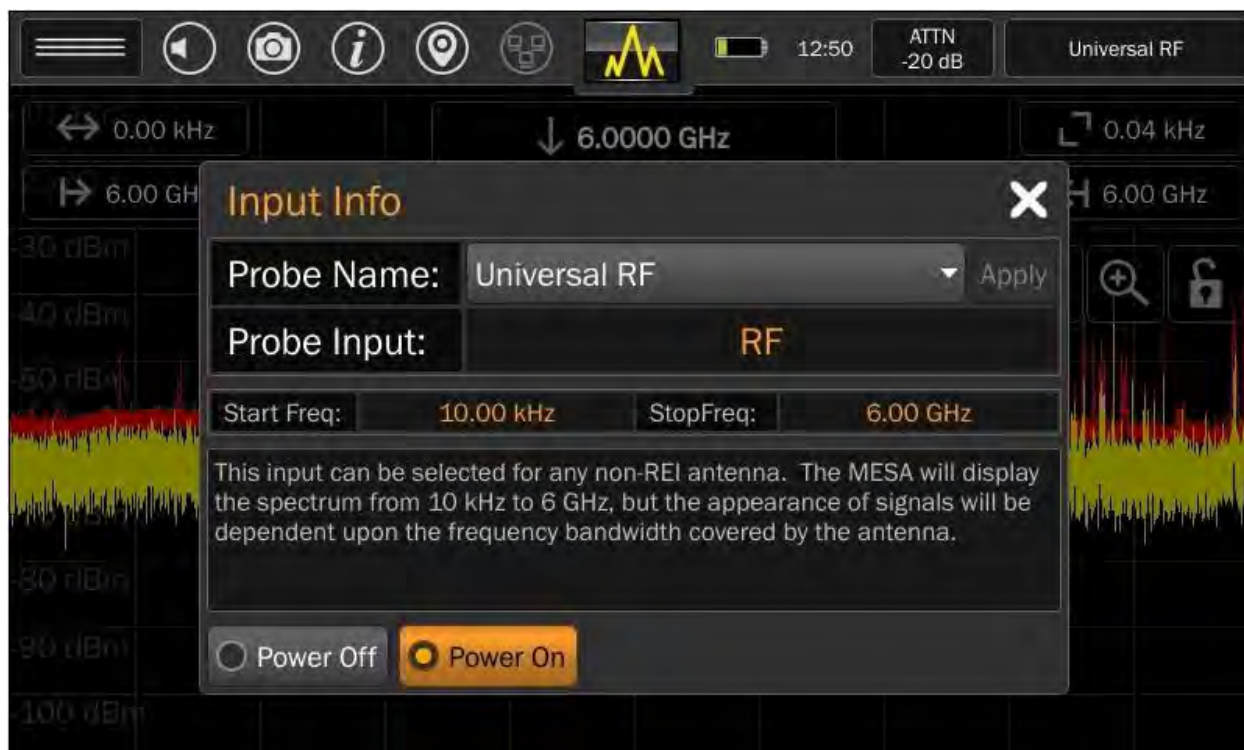 12:50
ATTN
-20 dB
Universal RF
0.00 kHz
6.0000 GHz
0.04 kHz
6.00 GH
6.00 GHz
Input Info
Probe Name:
Universal RF
Apply
Probe Input:
RF
Start Freq:
10.00 kHz
StopFreq:
6.00 GHz
This input can be selected for any non-REI antenna. The MESA will display
the spectrum from 10 kHz to 6 GHz, but the appearance of signals will be
dependent upon the frequency bandwidth covered by the antenna.
Power Off
Power On
-30 dBm
-40 dBm
-80 dBm
-90 dBm
-100 dBm